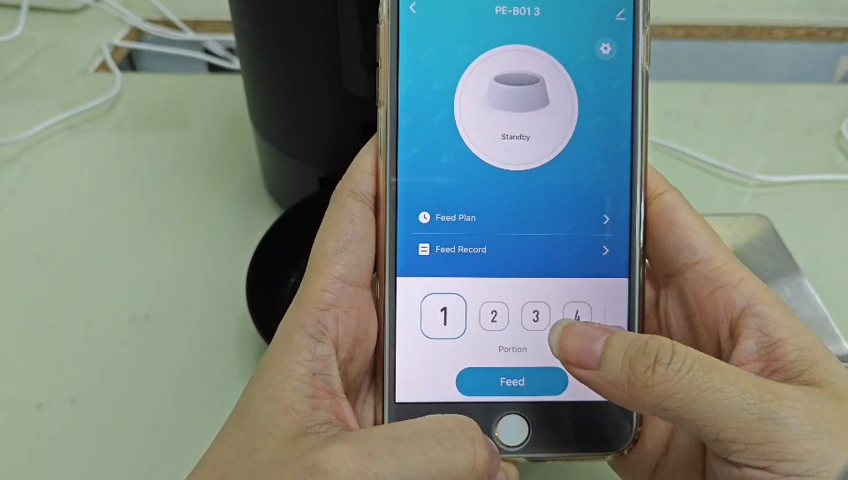 PE-B01 3
Standby
Feed Plan
Feed Record
1 2 3 4
Portion
Feed